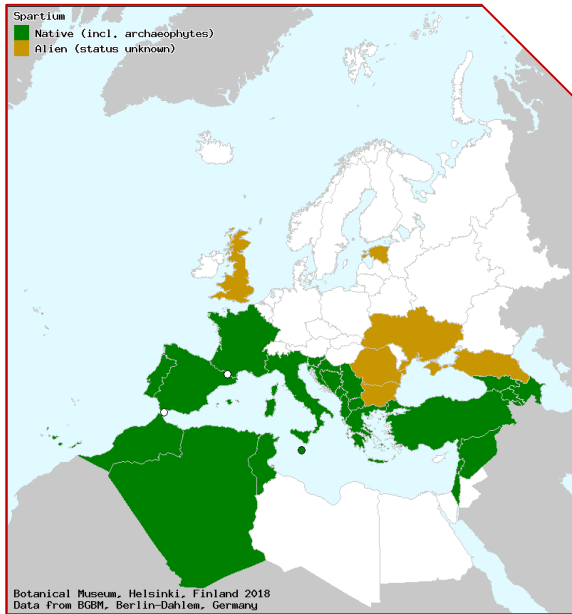 Spartium
Native (incl. archaeophytes)
Alien (status unknown)
Botanical Museum, Helsinki, Finland 2018
Data from BGBM, Berlin-Dahlem, Germany